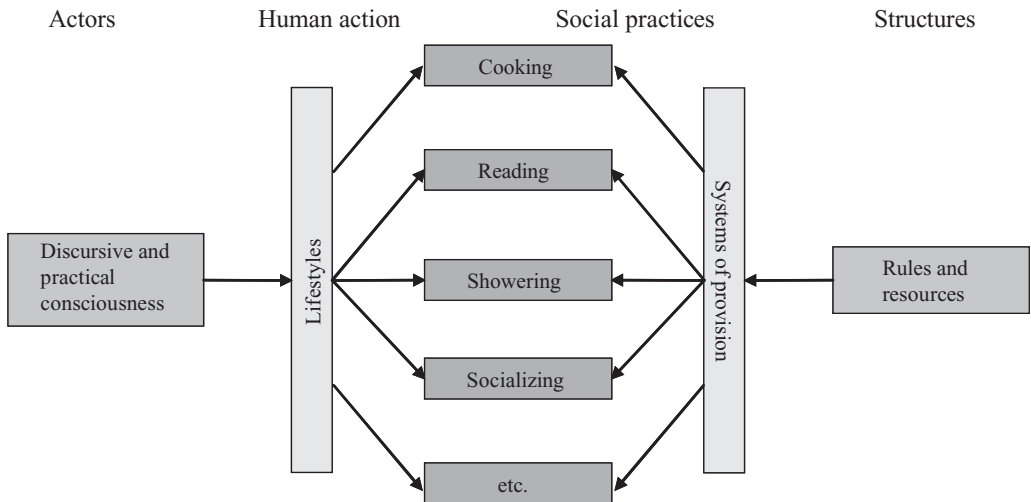 Actors
Human action
Social practices
Structures
Cooking
Reading
Discursive and
practical
consciousness
Lifestyles
Showering
Systems of provision
Rules and
resources
Socializing
etc.